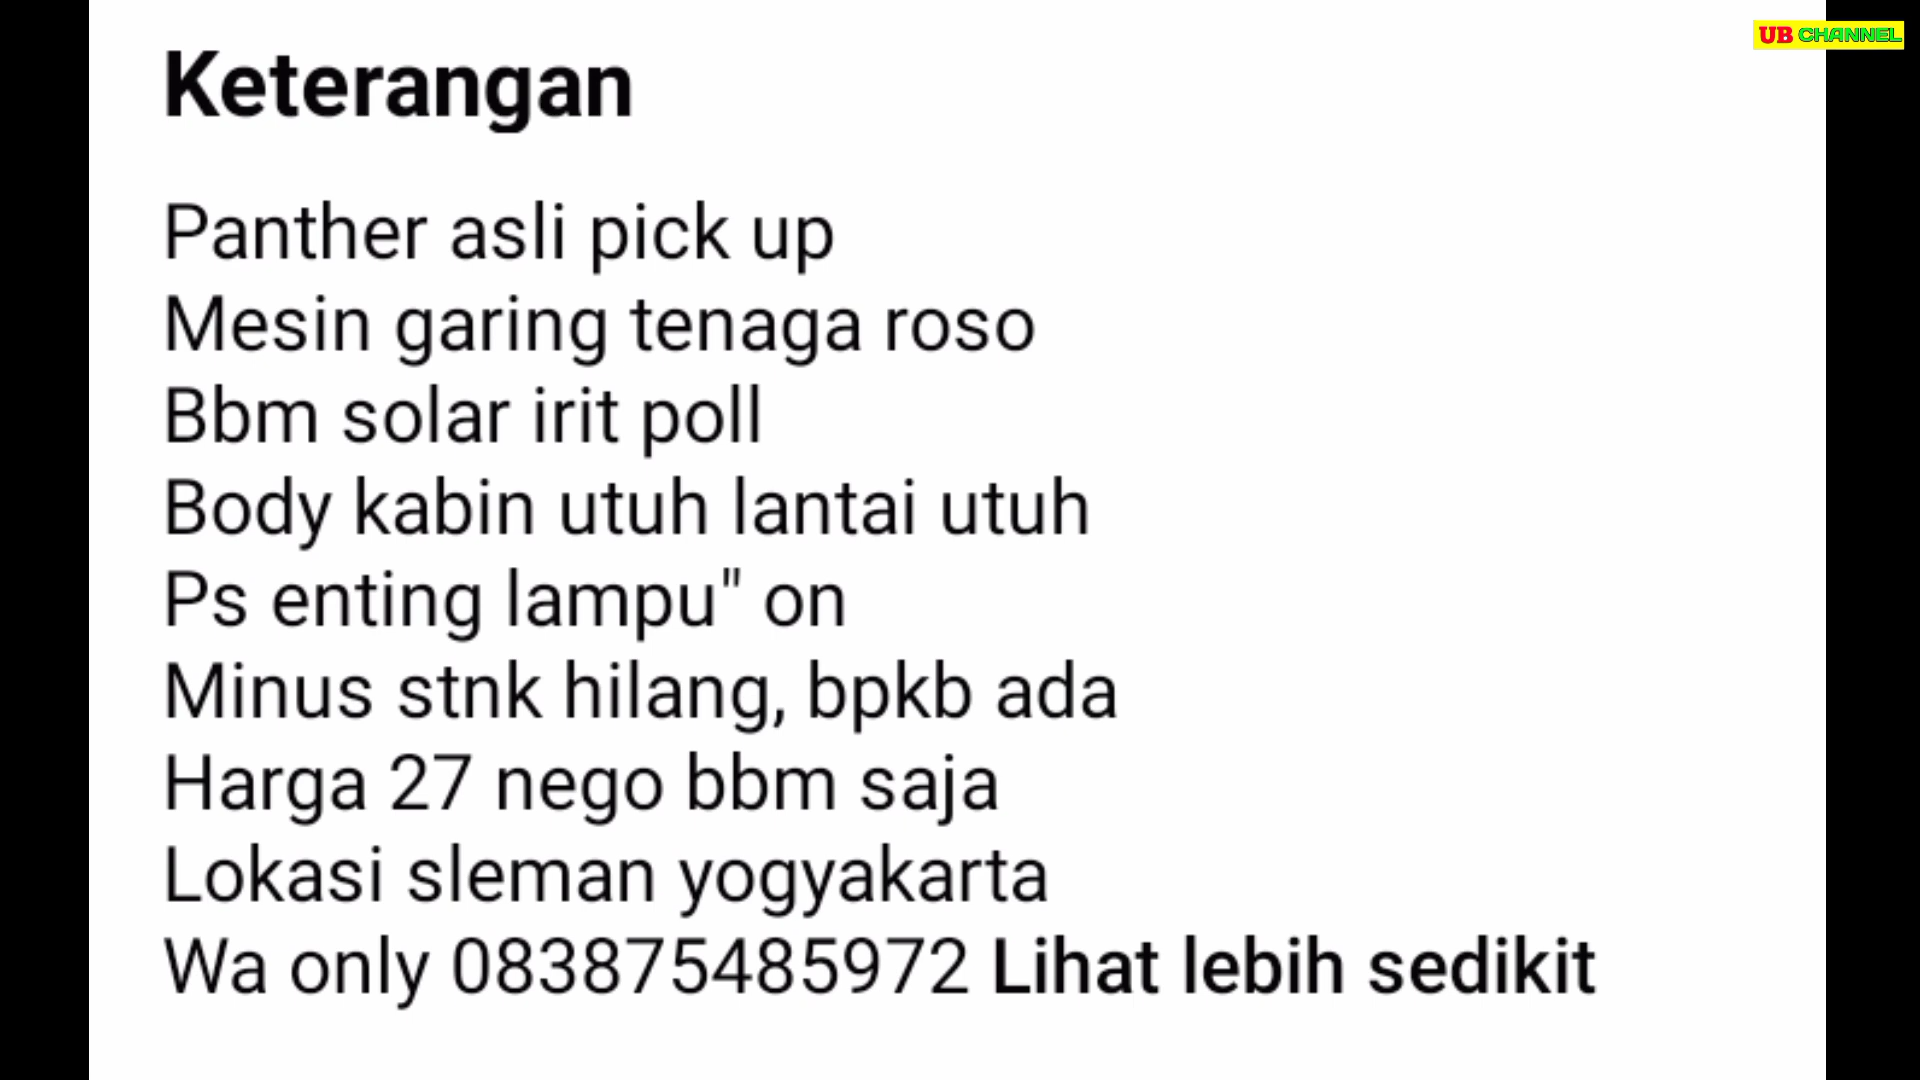 UB CHANNEL
Keterangan
Panther asli pick up
Mesin garing tenaga roso
Bbm solar irit poll
Body kabin utuh lantai utuh
Ps enting lampu" on
Minus stnk hilang, bpkb ada
Harga 27 nego bbm saja
Lokasi sleman yogyakarta
Wa only 083875485972 Lihat lebih sedikit